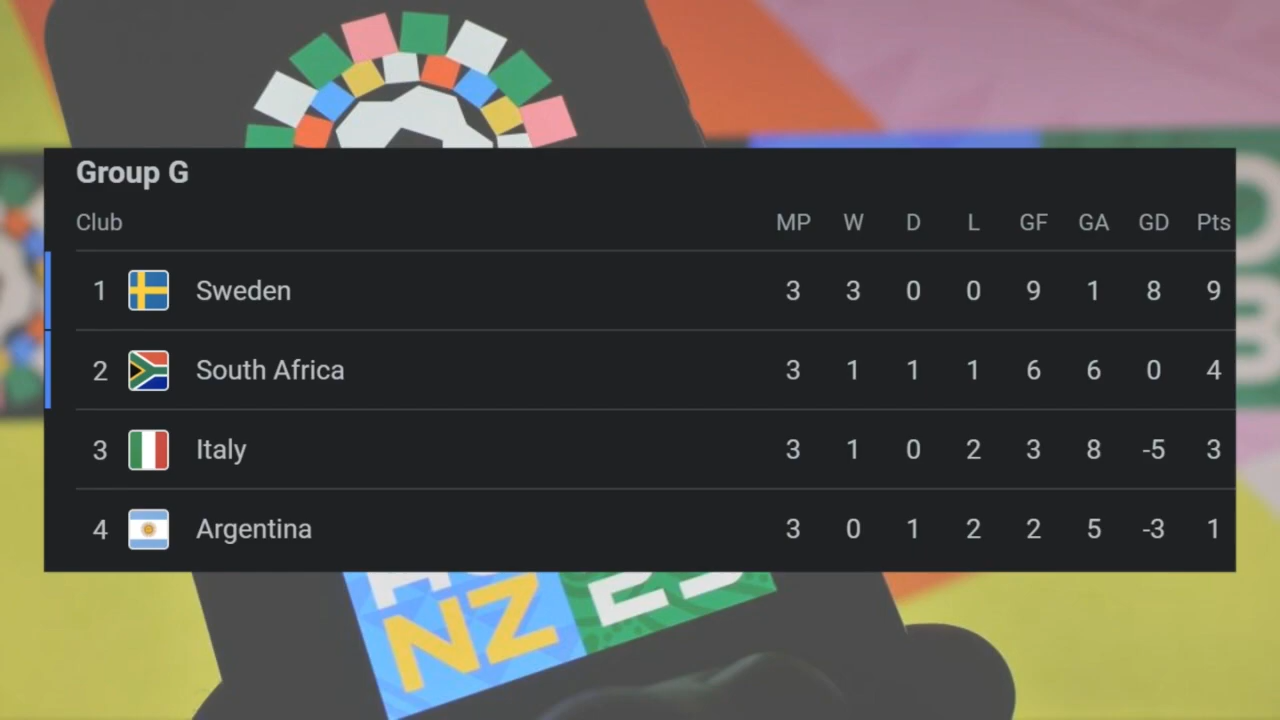 Group G
Club MP W D L GF GA GD Pts
1 Sweden 3 3 0 0 9 1 8 9
2 South Africa 3 1 1 1 6 6 0 4
3 Italy 3 1 0 2 3 8 -5 3
4 Argentina 3 0 1 2 2 5 -3 1
NZ